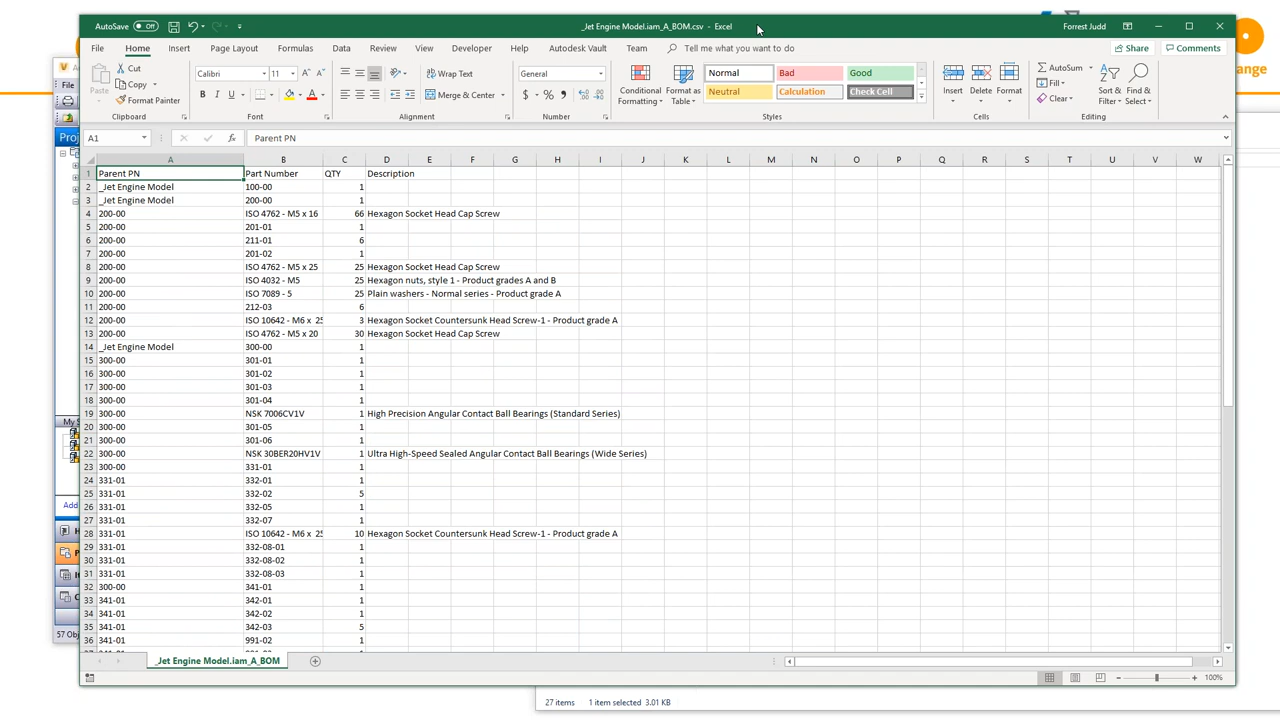 AutoSave Off _Jet Engine Model.iam_A_BOM.csv - Excel Forrest Judd
File Home Insert Page Layout Formulas Data Review View Developer Help Autodesk Vault Team Tell me what you want to do Share Comments
Paste Cut Copy Format Painter Clipboard
Calibri 11 B I U A Font
Wrap Text Merge & Center Alignment
General $ % , Number
Conditional Formatting Format as Table Normal Bad Good Neutral Calculation Check Cell Styles
Insert Delete Format Cells
AutoSum Fill Clear Sort & Filter Find & Select Editing
A1 fx Parent PN
A B C D E F G H I J K L M N O P Q R S T U V W
1 Parent PN Part Number QTY Description
2 _Jet Engine Model 100-00 1
3 _Jet Engine Model 200-00 1
4 200-00 ISO 4762 - M5 x 16 66 Hexagon Socket Head Cap Screw
5 200-00 201-01 1
6 200-00 211-01 6
7 200-00 201-02 1
8 200-00 ISO 4762 - M5 x 25 25 Hexagon Socket Head Cap Screw
9 200-00 ISO 4032 - M5 25 Hexagon nuts, style 1 - Product grades A and B
10 200-00 ISO 7089 - 5 25 Plain washers - Normal series - Product grade A
11 200-00 212-03 6
12 200-00 ISO 10642 - M6 x 25 3 Hexagon Socket Countersunk Head Screw-1 - Product grade A
13 200-00 ISO 4762 - M5 x 20 30 Hexagon Socket Head Cap Screw
14 _Jet Engine Model 300-00 1
15 300-00 301-01 1
16 300-00 301-02 1
17 300-00 301-03 1
18 300-00 301-04 1
19 300-00 NSK 7006CV1V 1 High Precision Angular Contact Ball Bearings (Standard Series)
20 300-00 301-05 1
21 300-00 301-06 1
22 300-00 NSK 30BER20HV1V 1 Ultra High-Speed Sealed Angular Contact Ball Bearings (Wide Series)
23 300-00 331-01 1
24 331-01 332-01 1
25 331-01 332-02 5
26 331-01 332-05 1
27 331-01 332-07 1
28 331-01 ISO 10642 - M6 x 25 10 Hexagon Socket Countersunk Head Screw-1 - Product grade A
29 331-01 332-08-01 1
30 331-01 332-08-02 1
31 331-01 332-08-03 1
32 300-00 341-01 1
33 341-01 342-01 1
34 341-01 342-02 1
35 341-01 342-03 5
36 341-01 991-02 1
_Jet Engine Model.iam_A_BOM
100%
File
Proj
My S
Add
57 Obj
ange
27 items 1 item selected 3.01 KB